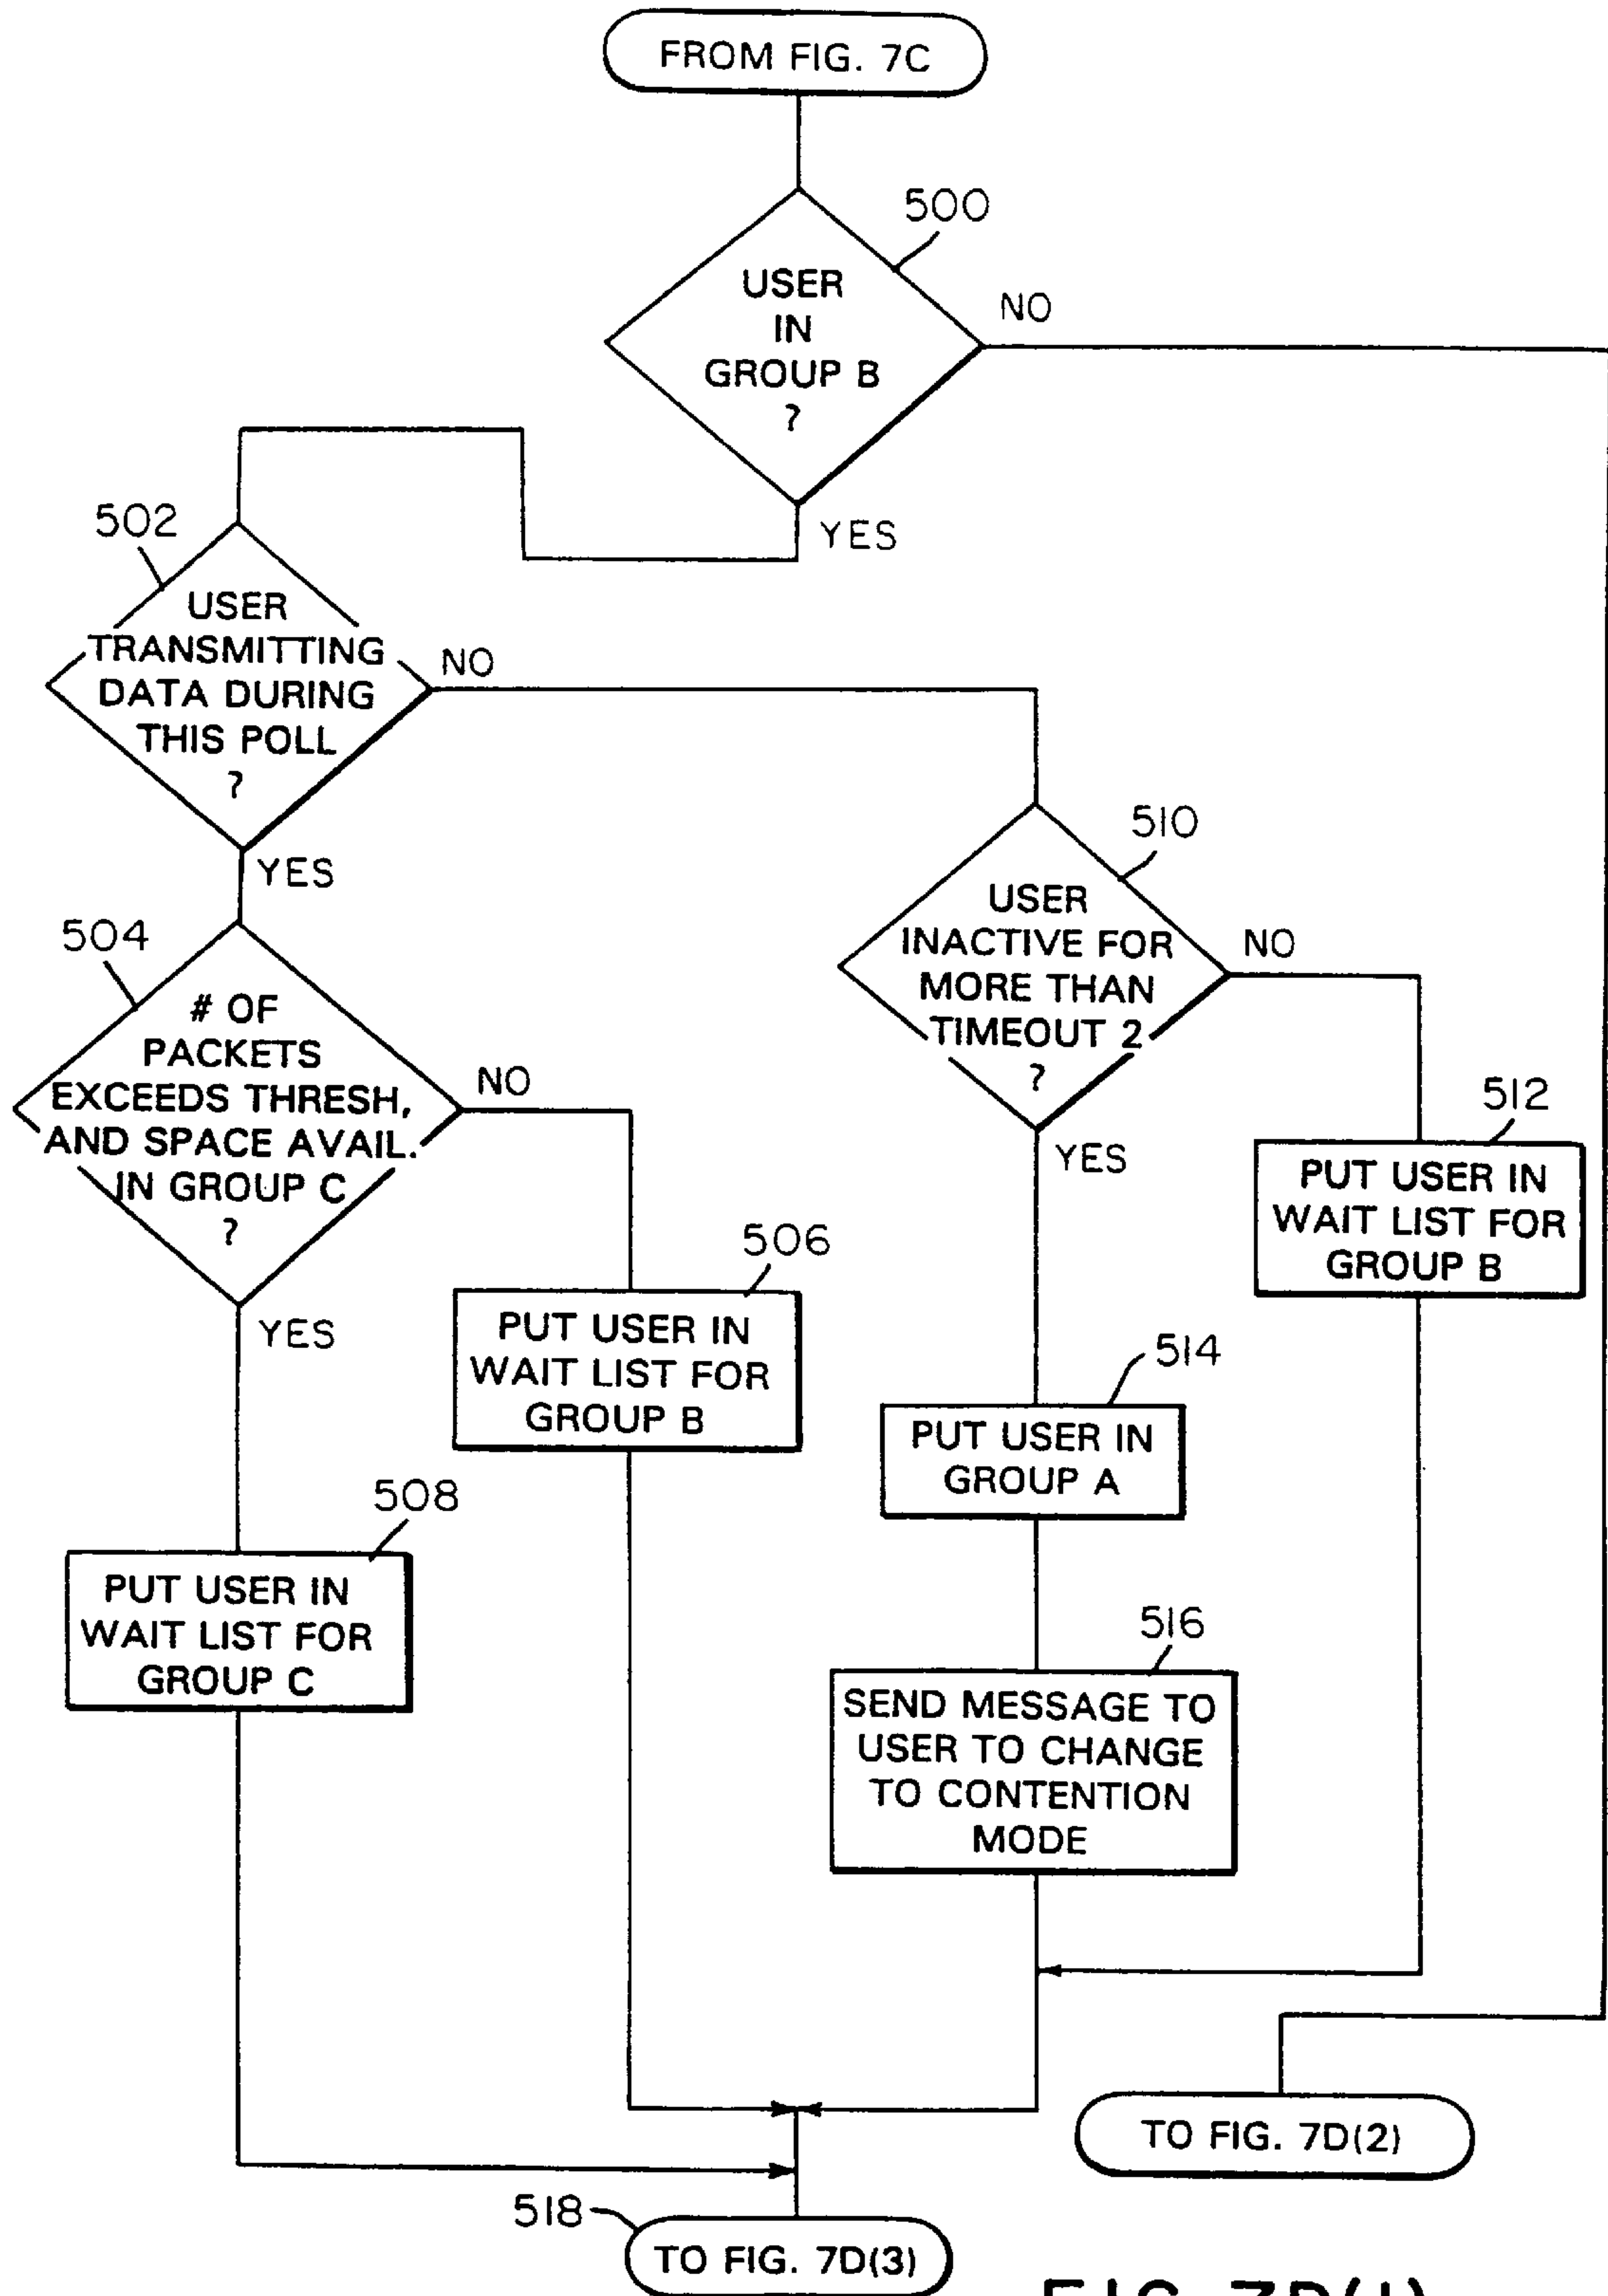 FROM FIG. 7C
500
USER
IN
GROUP B
?
NO
YES
502
USER
TRANSMITTING
DATA DURING
THIS POLL
?
NO
YES
504
# OF
PACKETS
EXCEEDS THRESH,
AND SPACE AVAIL.
IN GROUP C
?
NO
YES
510
USER
INACTIVE FOR
MORE THAN
TIMEOUT 2
?
NO
YES
512
PUT USER IN
WAIT LIST FOR
GROUP B
506
PUT USER IN
WAIT LIST FOR
GROUP B
514
PUT USER IN
GROUP A
508
PUT USER IN
WAIT LIST FOR
GROUP C
516
SEND MESSAGE TO
USER TO CHANGE
TO CONTENTION
MODE
TO FIG. 7D(2)
518
TO FIG. 7D(3)
FIG. 7D(1)